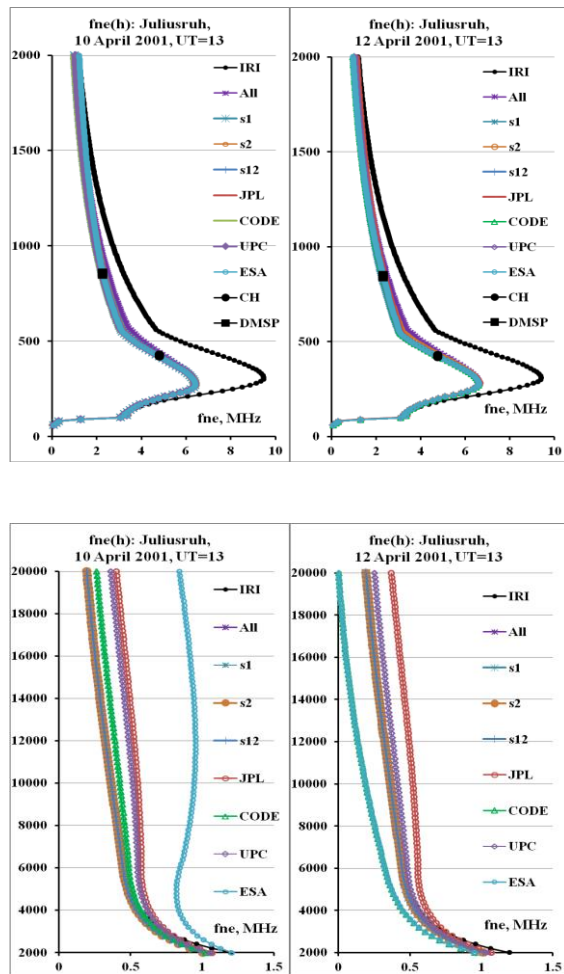 fne(h): Juliusruh,
10 April 2001, UT=13
2000
1500
1000
500
0
IRI
All
s1
s2
s12
JPL
CODE
UPC
ESA
CH
DMSP
fne, MHz
0 2 4 6 8 10
fne(h): Juliusruh,
12 April 2001, UT=13
2000
1500
1000
500
0
IRI
All
s1
s2
s12
JPL
CODE
UPC
ESA
CH
DMSP
fne, MHz
0 2 4 6 8 10
fne(h): Juliusruh,
10 April 2001, UT=13
20000
18000
16000
14000
12000
10000
8000
6000
4000
2000
IRI
All
s1
s2
s12
JPL
CODE
UPC
ESA
fne, MHz
0 0.5 1 1.5
fne(h): Juliusruh,
12 April 2001, UT=13
20000
18000
16000
14000
12000
10000
8000
6000
4000
2000
IRI
All
s1
s2
s12
JPL
CODE
UPC
ESA
fne, MHz
0 0.5 1 1.5